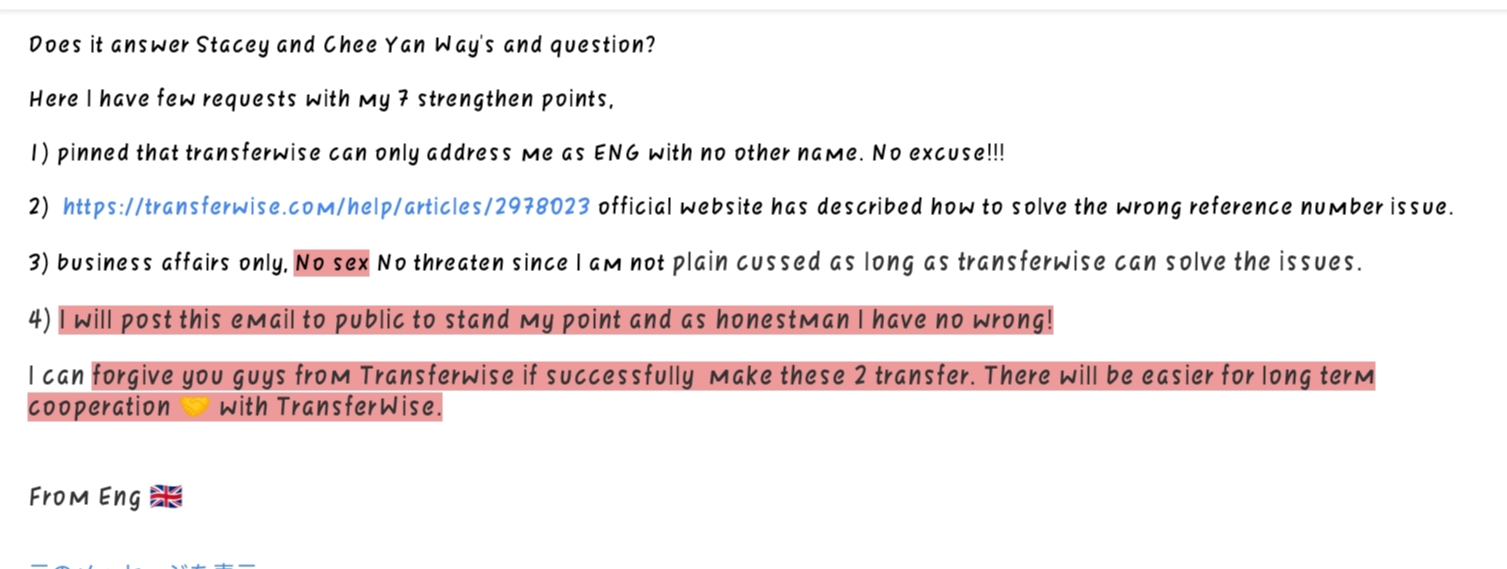 Does it answer Stacey and Chee Yan Way's and question?
Here I have few requests with my 7 strengthen points,
1) pinned that transferwise can only address me as ENG with no other name. No excuse!!!
2) https://transferwise.com/help/articles/2978023 official website has described how to solve the wrong reference number issue.
3) business affairs only, No sex No threaten since I am not plain cussed as long as transferwise can solve the issues.
4) I will post this email to public to stand my point and as honestman I have no wrong!
I can forgive you guys from Transferwise if successfully make these 2 transfer. There will be easier for long term
cooperation 🤝 with TransferWise.
From Eng 🇬🇧